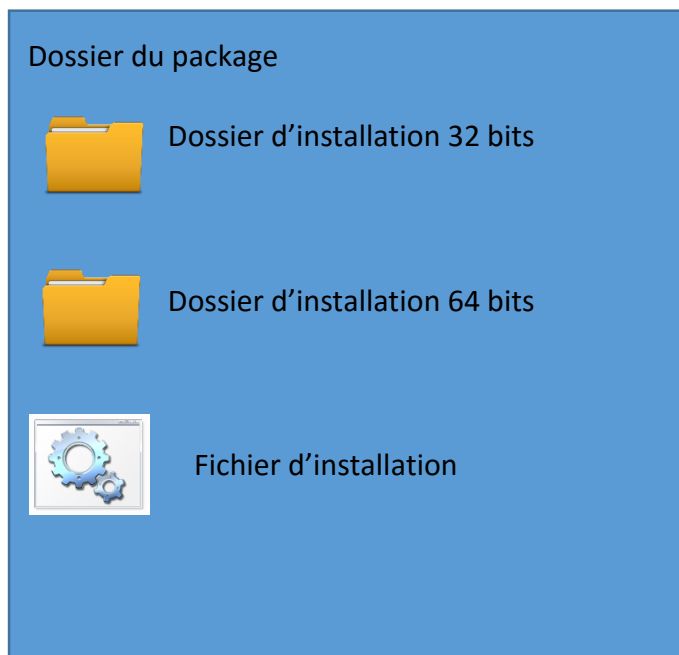 Dossier du package
Dossier d’installation 32 bits
Dossier d’installation 64 bits
Fichier d’installation